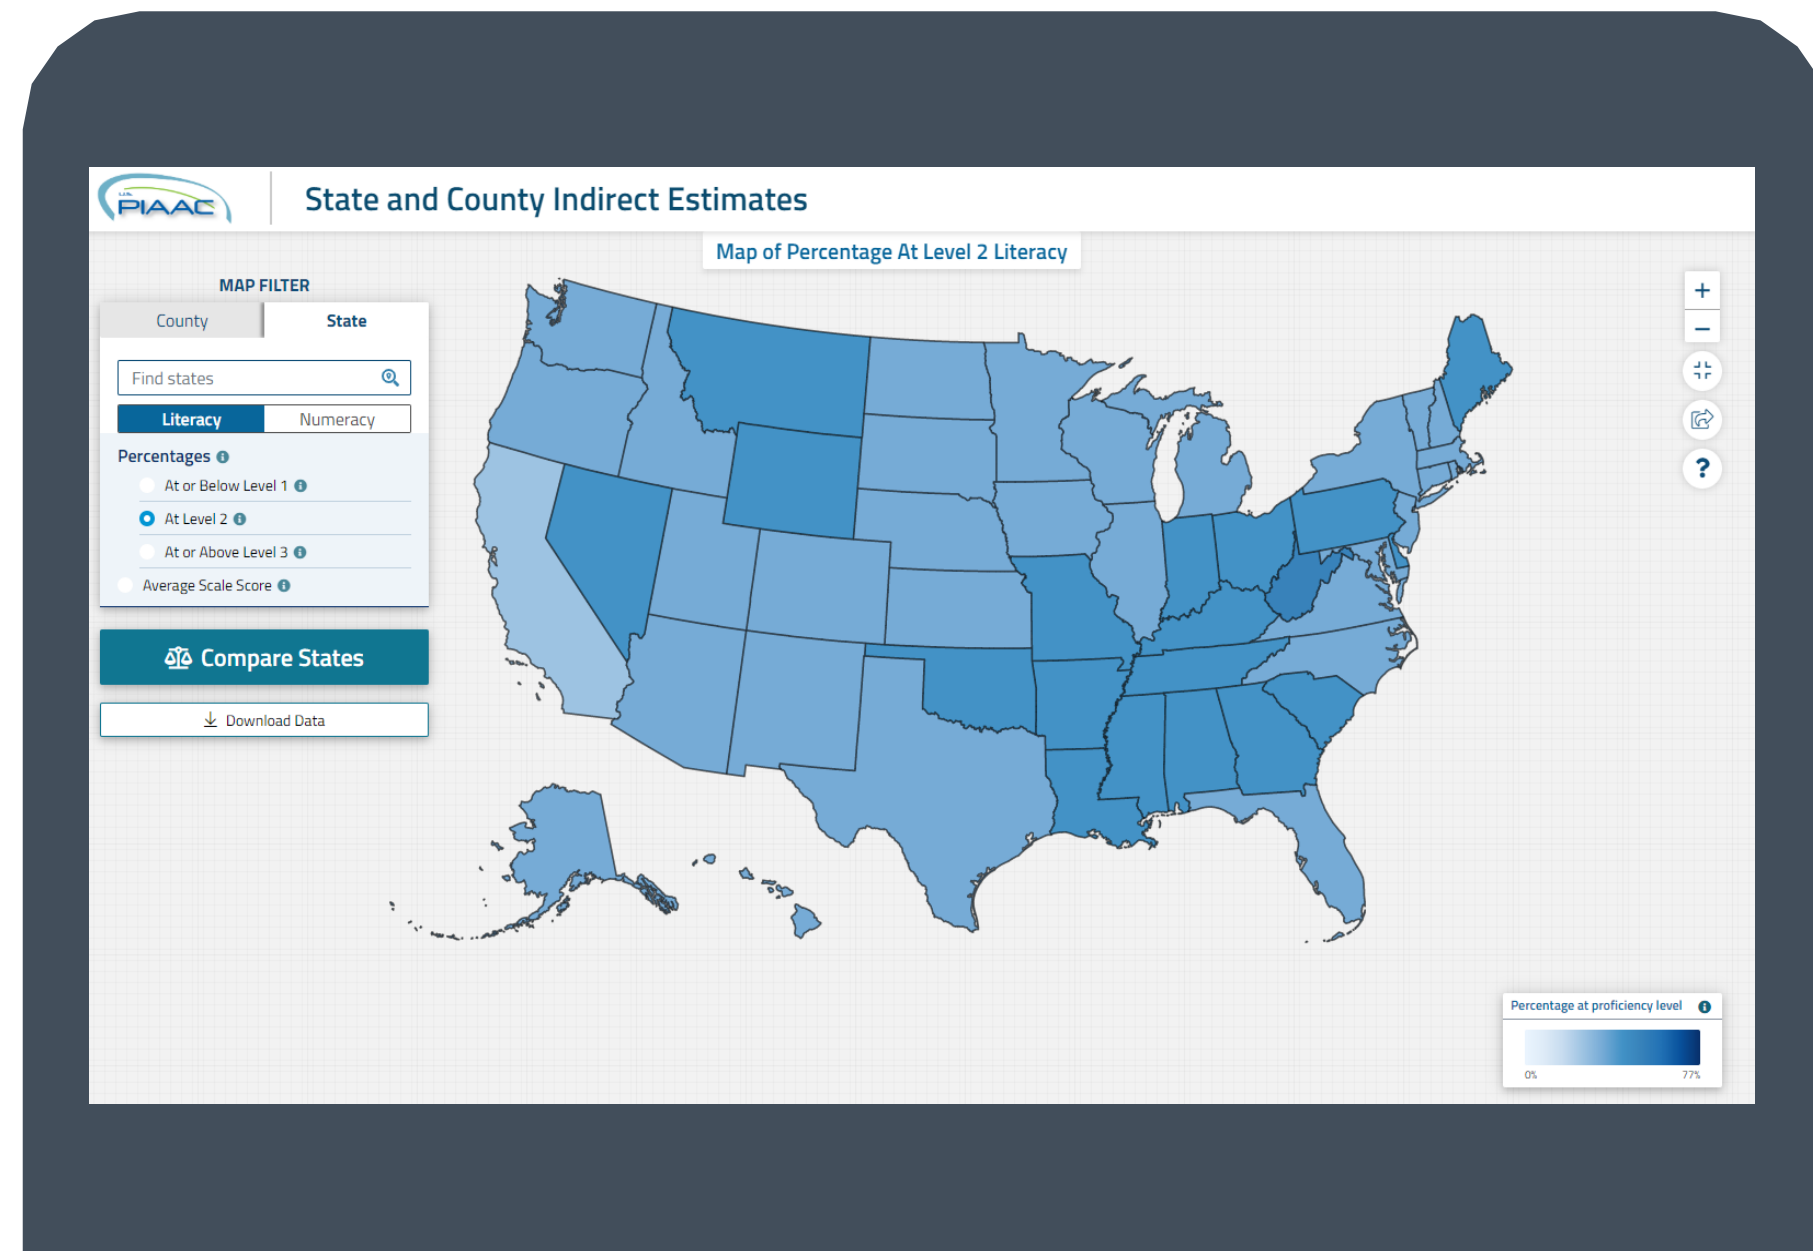 U.S.
PIAAC
State and County Indirect Estimates
Map of Percentage At Level 2 Literacy
MAP FILTER
County
State
Find states
Literacy
Numeracy
Percentages
At or Below Level 1
At Level 2
At or Above Level 3
Average Scale Score
Compare States
Download Data
+
−
?
Percentage at proficiency level
0%
77%